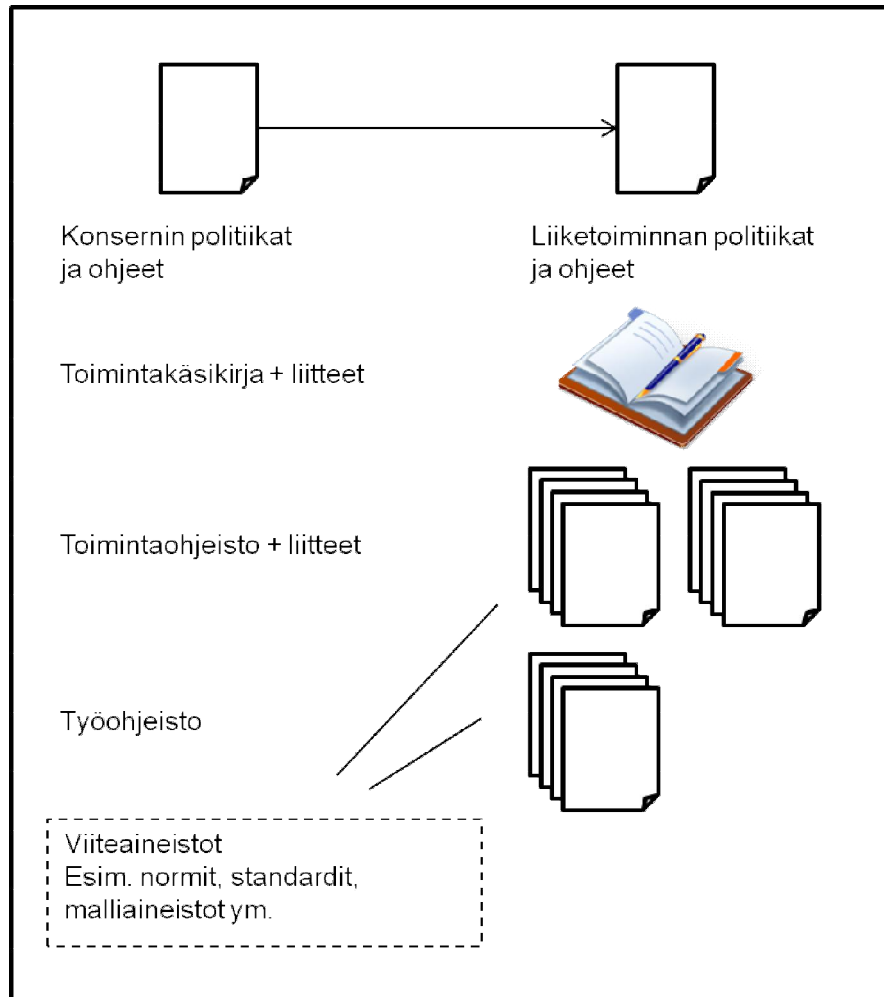 Konsernin politiikat
ja ohjeet
Liiketoiminnan politiikat
ja ohjeet
Toimintakäsikirja + liitteet
Toimintaohjeisto + liitteet
Työohjeisto
Viiteaineistot
Esim. normit, standardit,
malliaineistot ym.